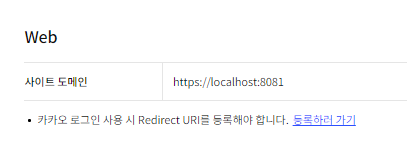 Web
사이트 도메인 https://localhost:8081
• 카카오 로그인 사용 시 Redirect URI를 등록해야 합니다. 등록하러 가기